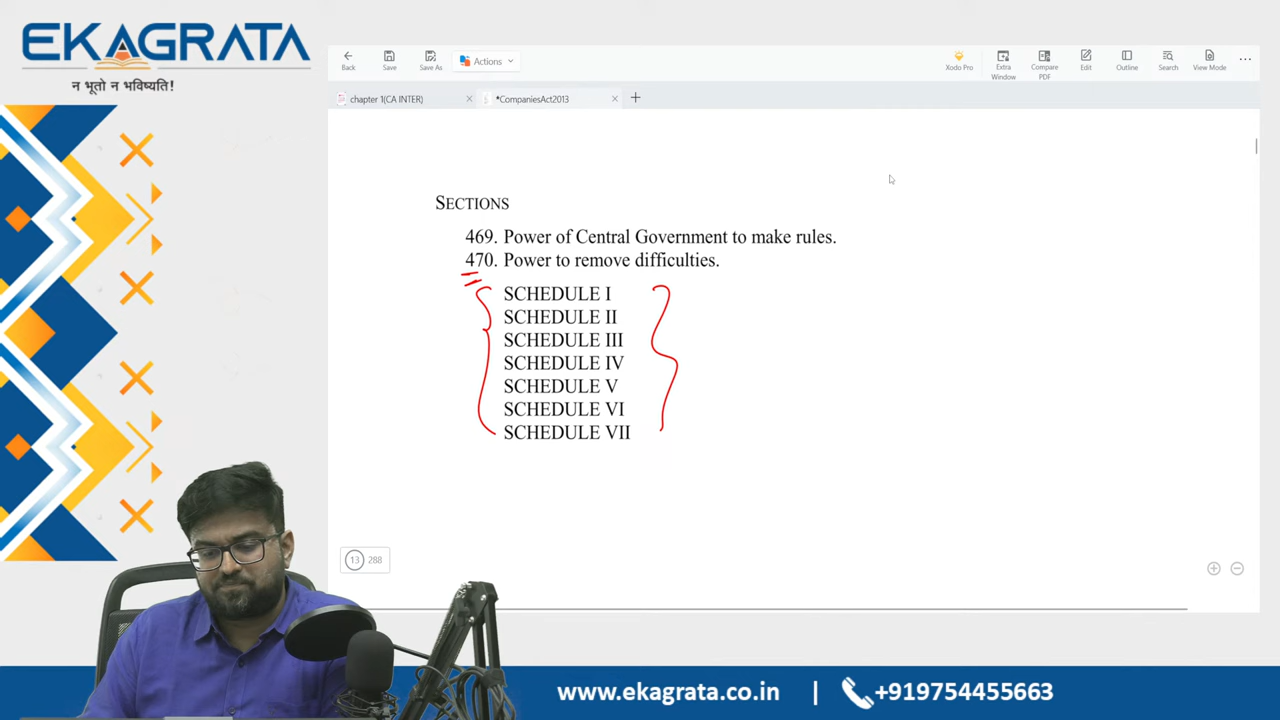 EKAGRATA
न भूतो न भविष्यति!
Back
Save
Save As
Actions
Xodo Pro
Extra Window
Compare PDF
Edit
Outline
Search
View Mode
chapter 1(CA INTER)
*CompaniesAct2013
SECTIONS
469. Power of Central Government to make rules.
470. Power to remove difficulties.
SCHEDULE I
SCHEDULE II
SCHEDULE III
SCHEDULE IV
SCHEDULE V
SCHEDULE VI
SCHEDULE VII
13 288
www.ekagrata.co.in | +919754455663